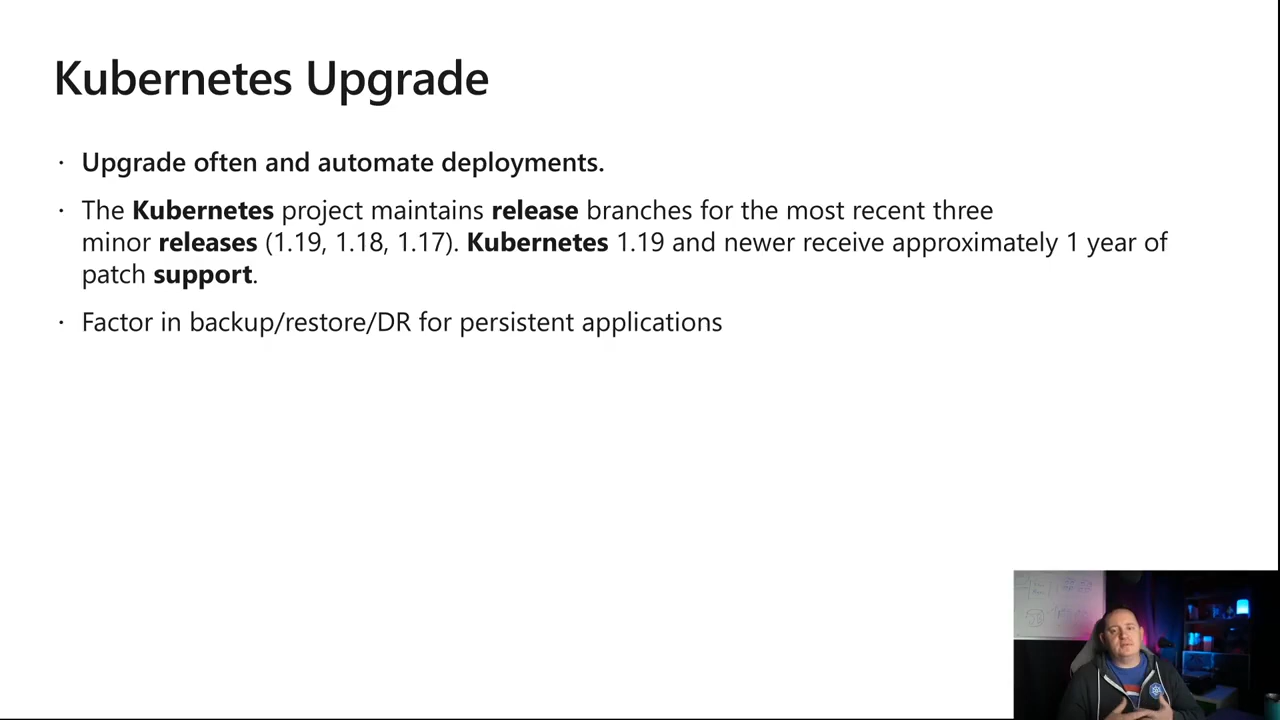 Kubernetes Upgrade
· Upgrade often and automate deployments.
· The Kubernetes project maintains release branches for the most recent three
minor releases (1.19, 1.18, 1.17). Kubernetes 1.19 and newer receive approximately 1 year of
patch support.
· Factor in backup/restore/DR for persistent applications